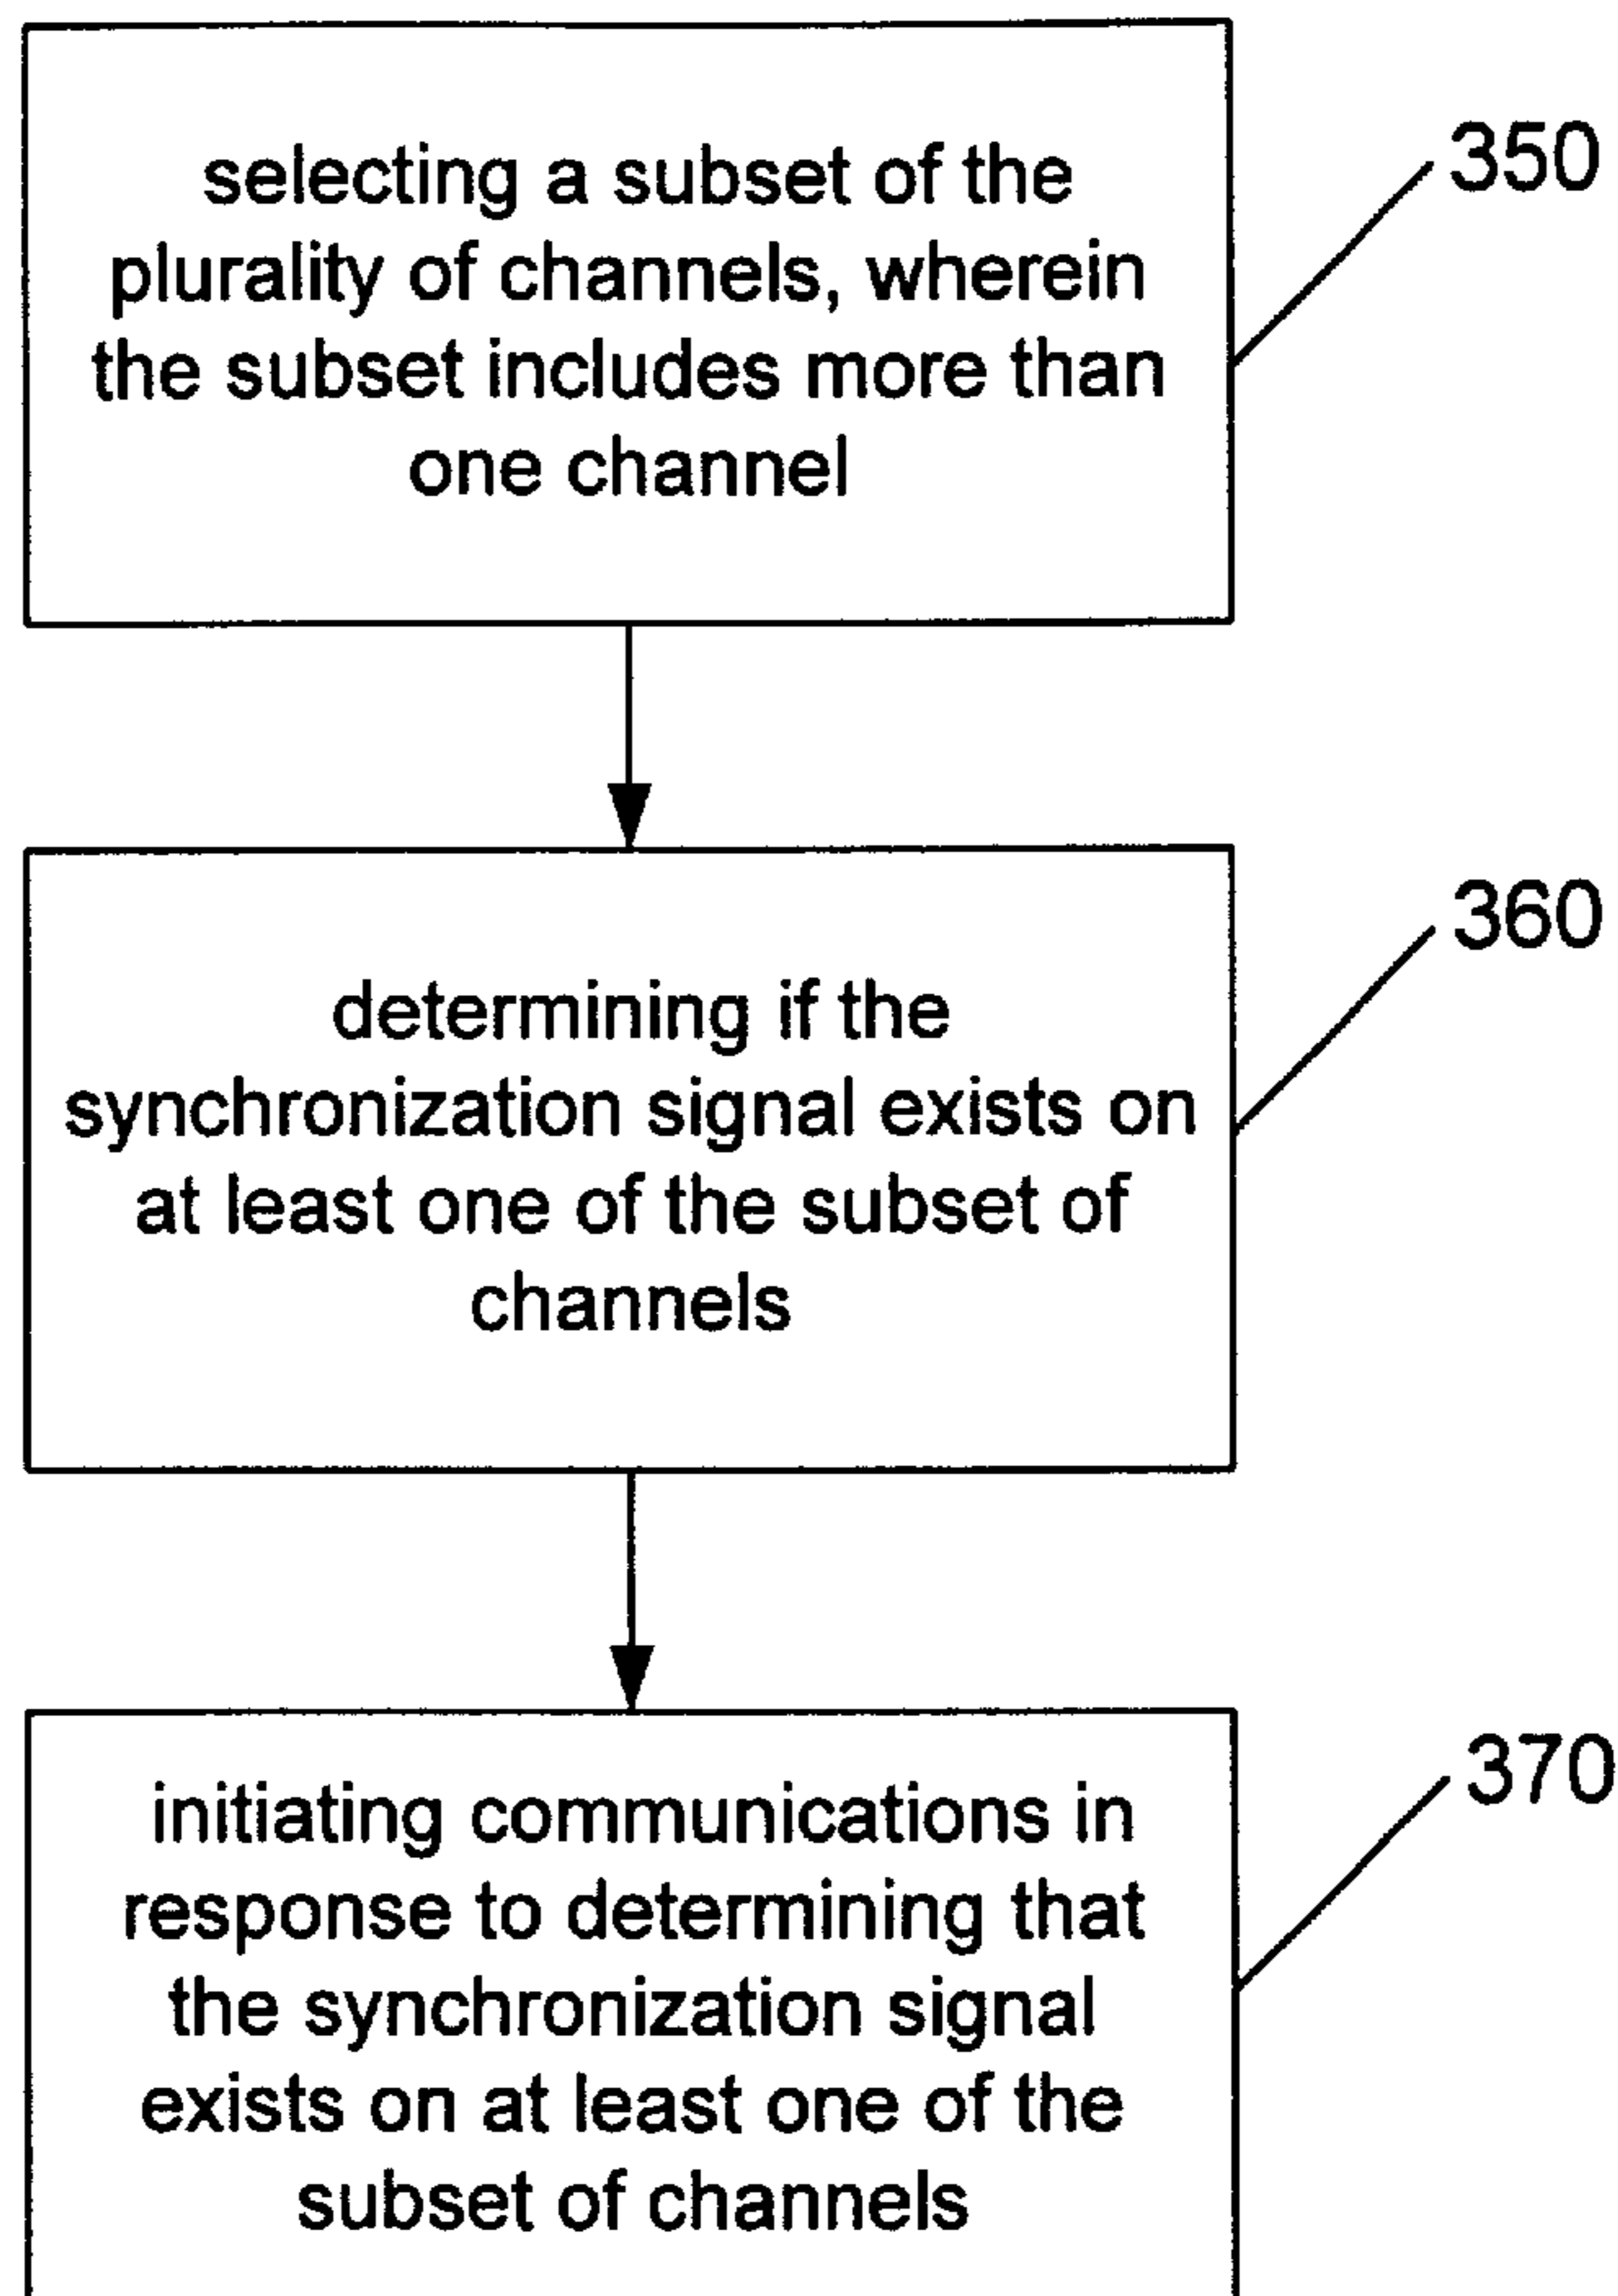 selecting a subset of the
plurality of channels, wherein
the subset includes more than
one channel
350
determining if the
synchronization signal exists on
at least one of the subset of
channels
360
initiating communications in
response to determining that
the synchronization signal
exists on at least one of the
subset of channels
370